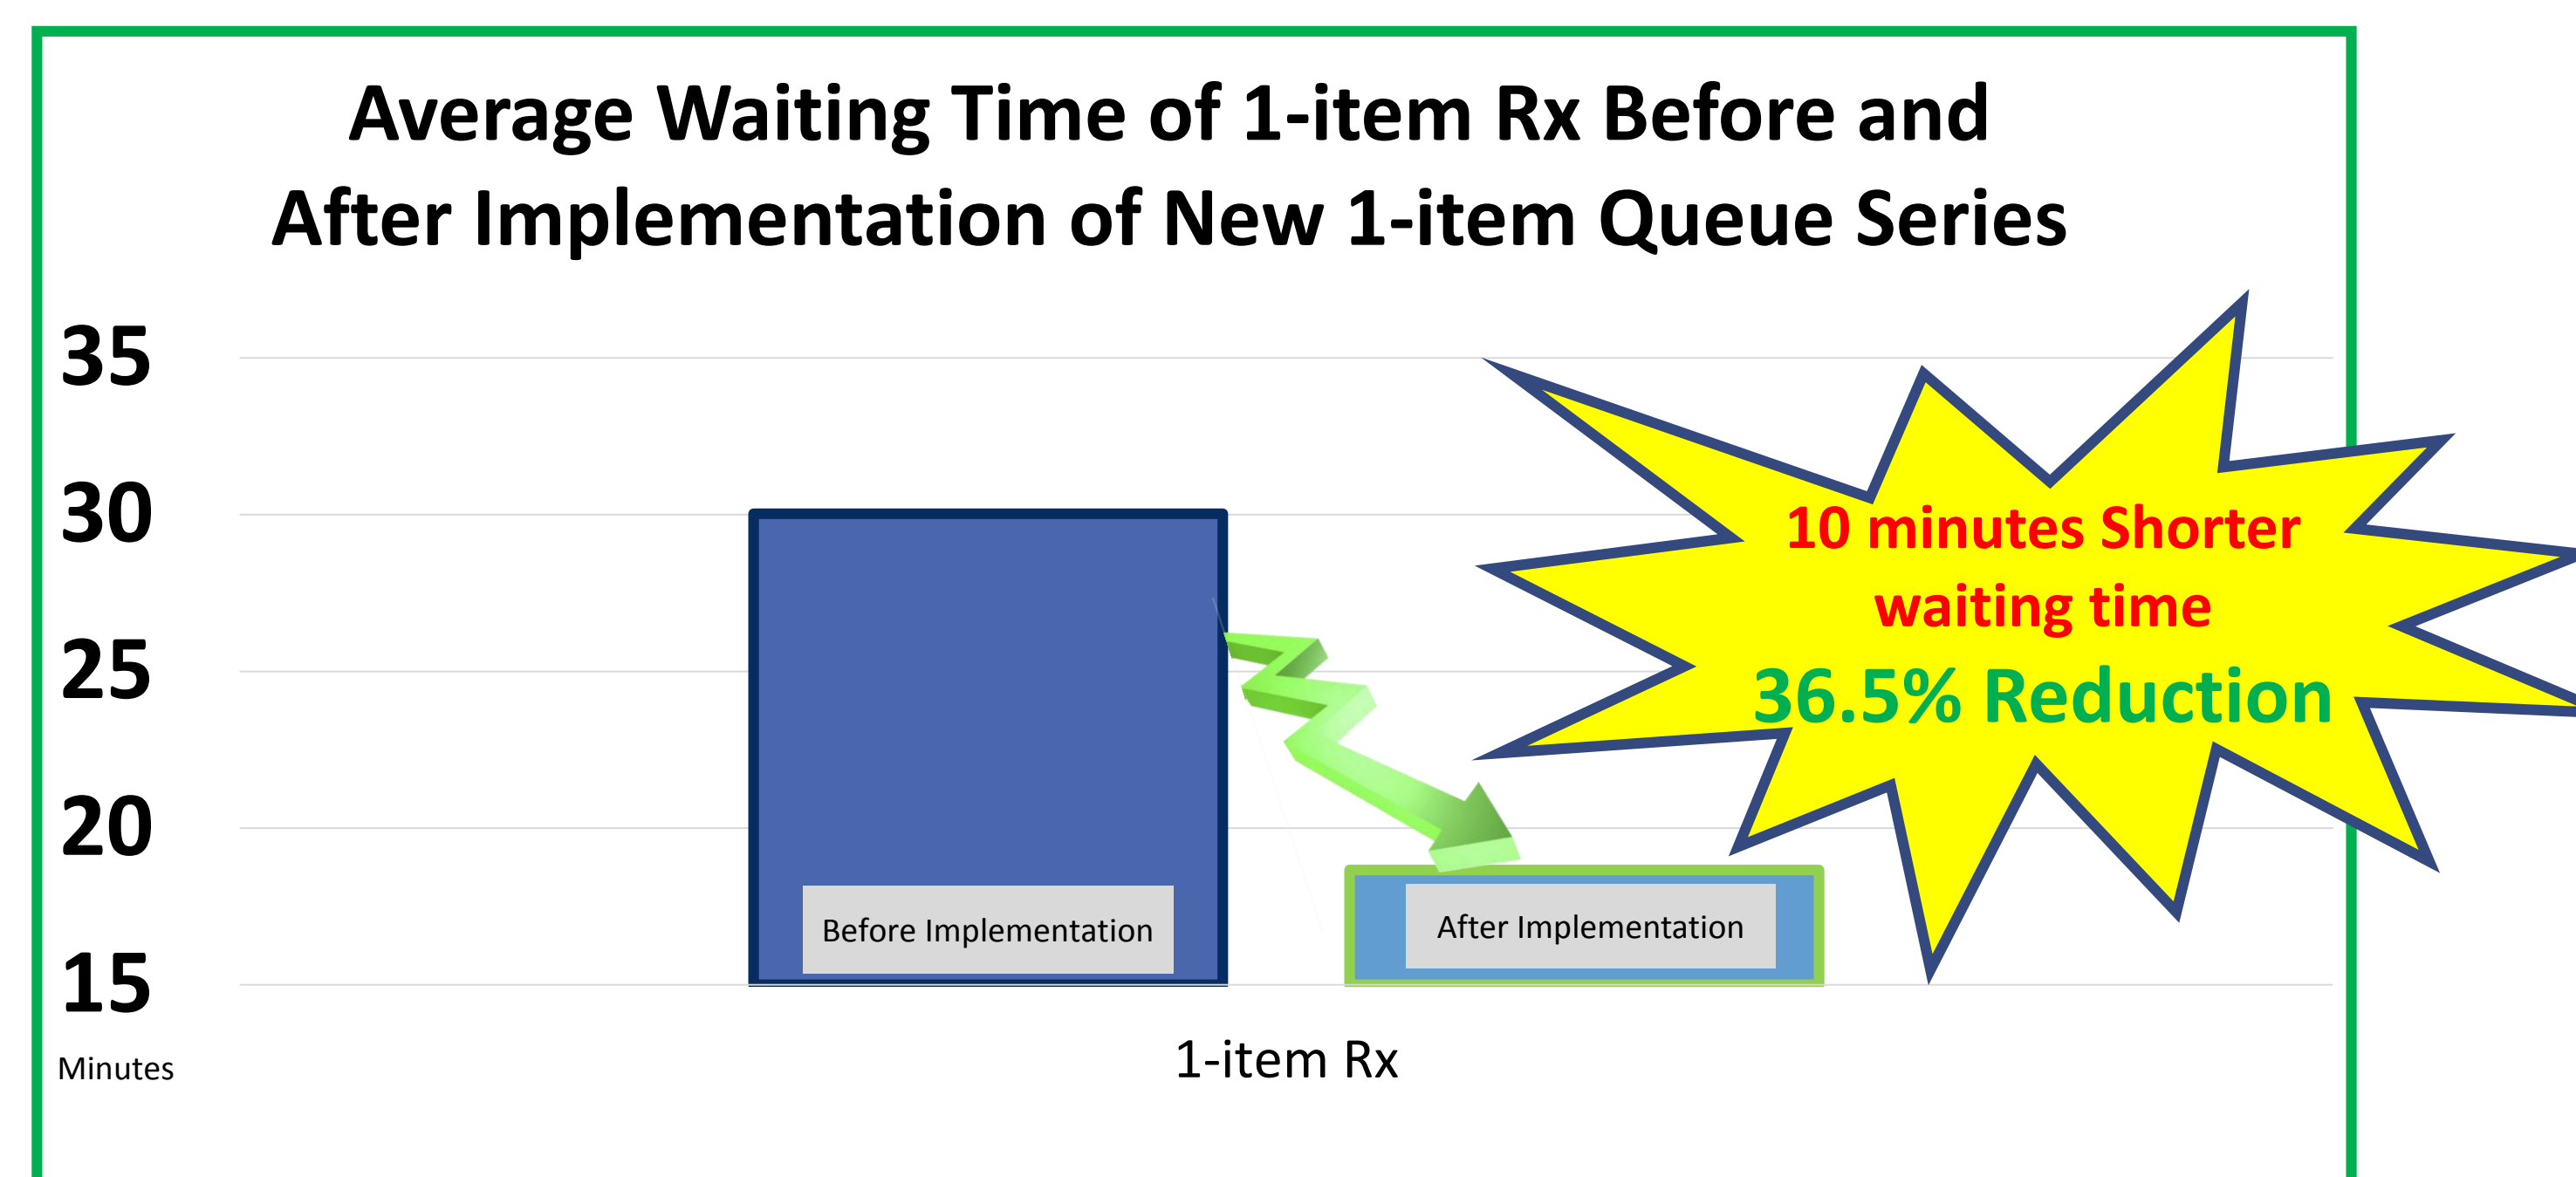 Average Waiting Time of 1-item Rx Before and
After Implementation of New 1-item Queue Series
35
30
25
20
15
Minutes
10 minutes Shorter
waiting time
36.5% Reduction
Before Implementation
After Implementation
1-item Rx